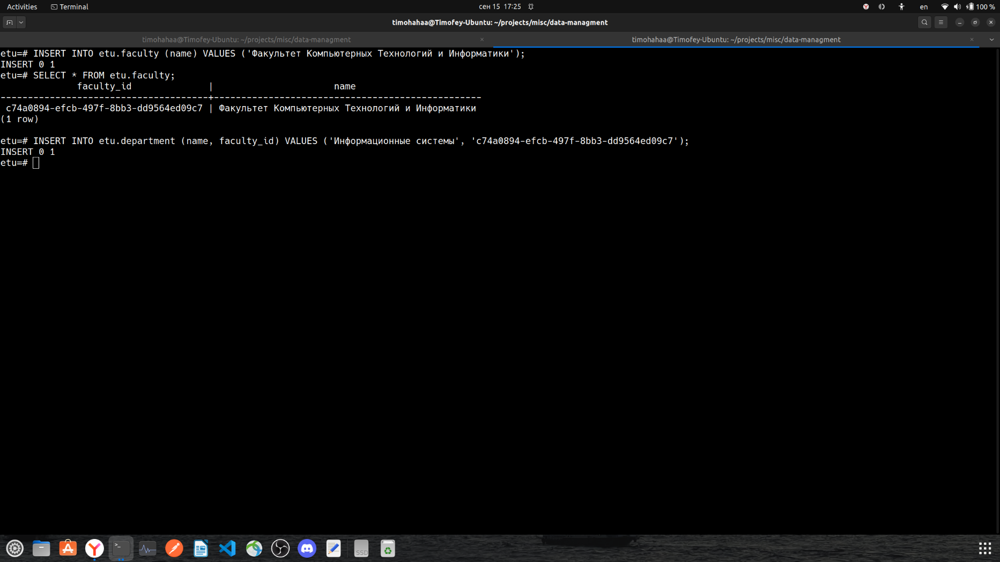 Activities Terminal сен 15 17:25 en 100 %
timohahaa@Timofey-Ubuntu: ~/projects/misc/data-managment
timohahaa@Timofey-Ubuntu: ~/projects/misc/data-managment timohahaa@Timofey-Ubuntu: ~/projects/misc/data-managment
etu=# INSERT INTO etu.faculty (name) VALUES ('Факультет Компьютерных Технологий и Информатики');
INSERT 0 1
etu=# SELECT * FROM etu.faculty;
faculty_id | name
--------------------------------------+-------------------------------------------------
c74a0894-efcb-497f-8bb3-dd9564ed09c7 | Факультет Компьютерных Технологий и Информатики
(1 row)
etu=# INSERT INTO etu.department (name, faculty_id) VALUES ('Информационные системы', 'c74a0894-efcb-497f-8bb3-dd9564ed09c7');
INSERT 0 1
etu=#
SSD